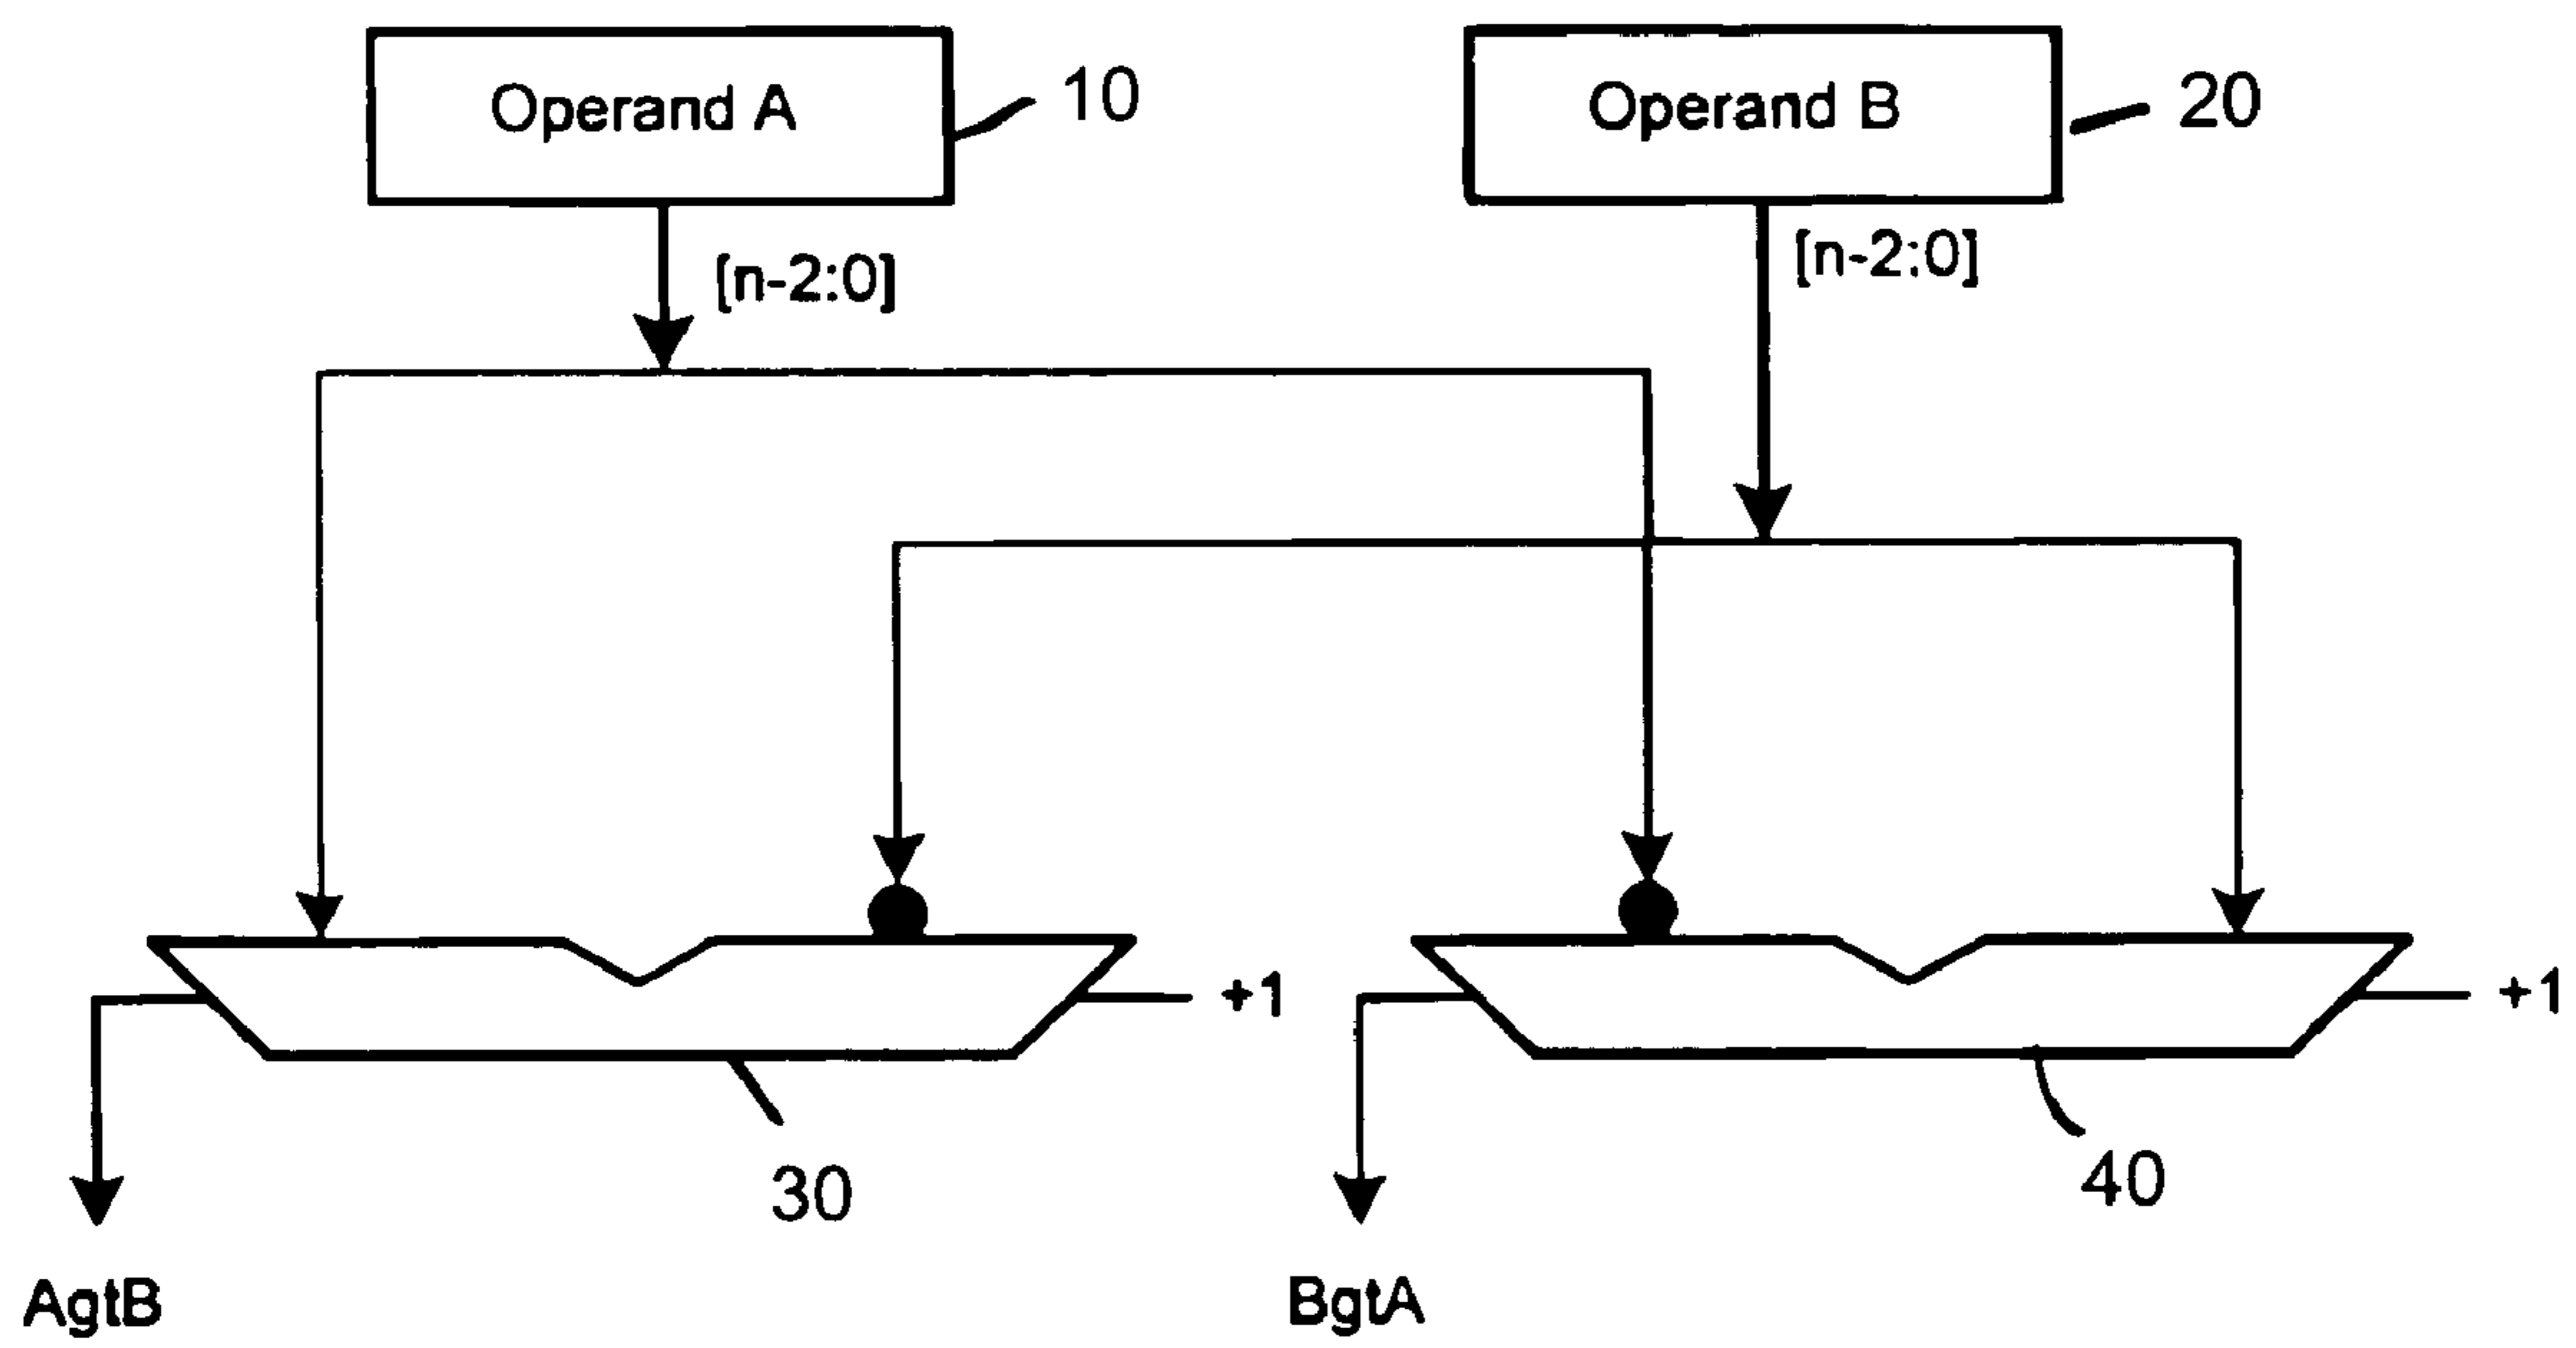 Operand A
10
Operand B
20
[n-2:0]
[n-2:0]
+1
+1
30
40
AgtB
BgtA